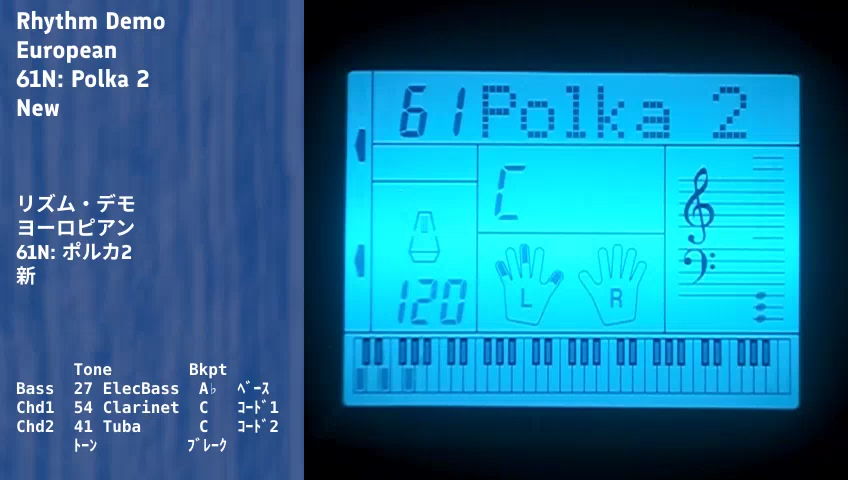 Rhythm Demo
European
61N: Polka 2
New
リズム・デモ
ヨーロピアン
61N: ポルカ2
新
Tone Bkpt
Bass 27 ElecBass A♭ ﾍﾞｰｽ
Chd1 54 Clarinet C ｺｰﾄﾞ1
Chd2 41 Tuba C ｺｰﾄﾞ2
ﾄｰﾝ ﾌﾞﾚｰｸ
61 Polka 2
C
120
L R